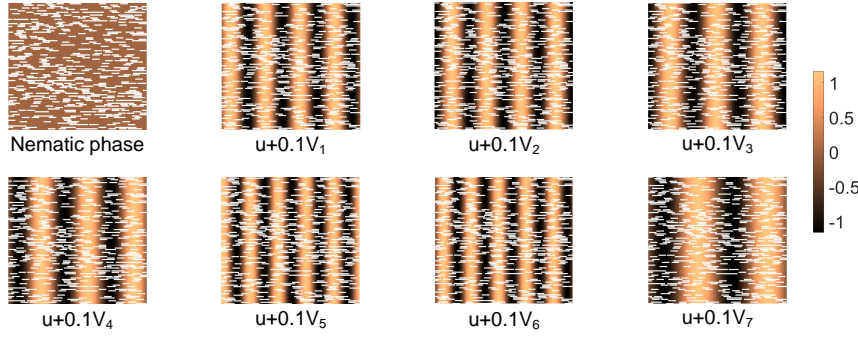 Nematic phase
u+0.1V₁
u+0.1V₂
u+0.1V₃
1
0.5
0
-0.5
-1
u+0.1V₄
u+0.1V₅
u+0.1V₆
u+0.1V₇